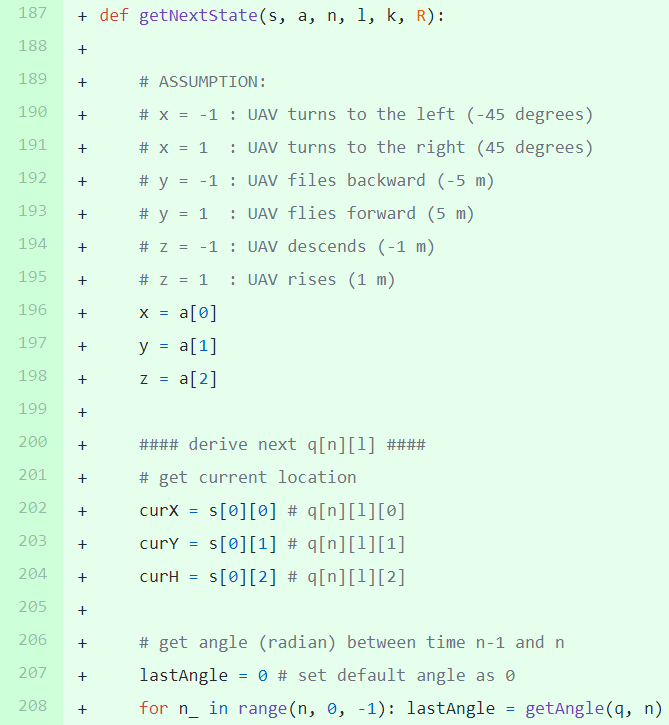 187 + def getNextState(s, a, n, l, k, R):
188 +
189 + # ASSUMPTION:
190 + # x = -1 : UAV turns to the left (-45 degrees)
191 + # x = 1  : UAV turns to the right (45 degrees)
192 + # y = -1 : UAV files backward (-5 m)
193 + # y = 1  : UAV flies forward (5 m)
194 + # z = -1 : UAV descends (-1 m)
195 + # z = 1  : UAV rises (1 m)
196 + x = a[0]
197 + y = a[1]
198 + z = a[2]
199 +
200 + #### derive next q[n][l] ####
201 + # get current location
202 + curX = s[0][0] # q[n][l][0]
203 + curY = s[0][1] # q[n][l][1]
204 + curH = s[0][2] # q[n][l][2]
205 +
206 + # get angle (radian) between time n-1 and n
207 + lastAngle = 0 # set default angle as 0
208 + for n_ in range(n, 0, -1): lastAngle = getAngle(q, n)